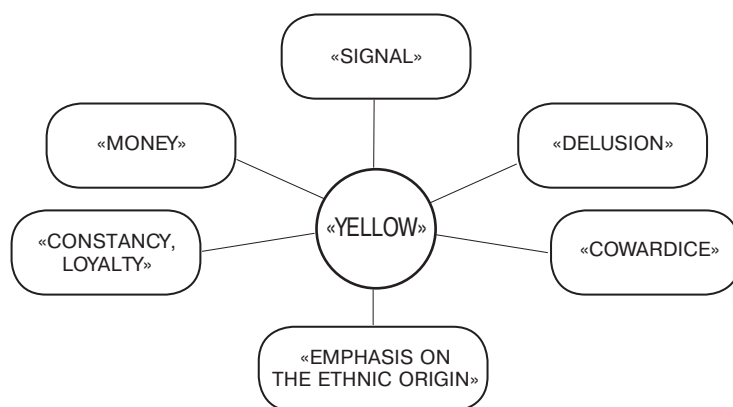 «SIGNAL»
«MONEY»
«DELUSION»
«YELLOW»
«CONSTANCY,
LOYALTY»
«COWARDICE»
«EMPHASIS ON
THE ETHNIC ORIGIN»